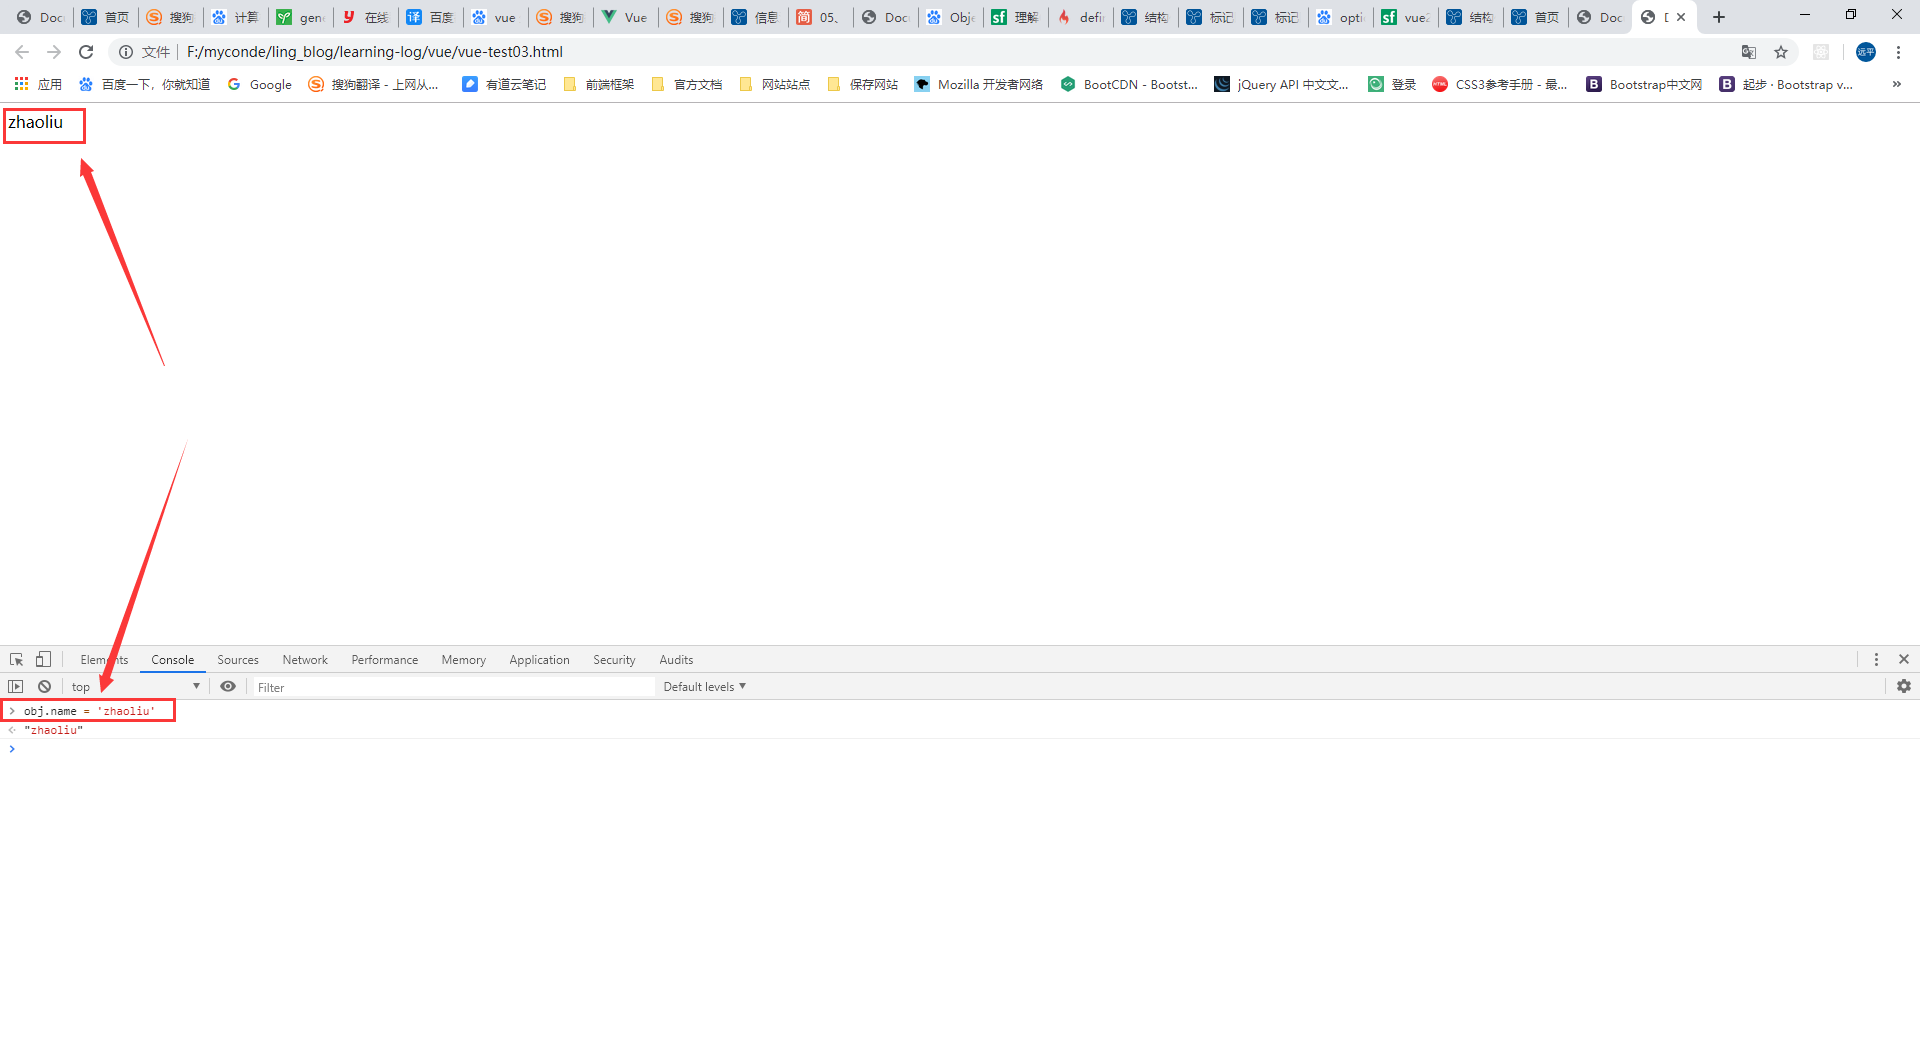 Doc 首页 搜狗 计算 gene 在线 百度 vue 搜狗 Vue 搜狗 信息 05、 Doc Obje 理解 defi 结构 标记 标记 opti vue2 结构 首页 Doc
文件 F:/myconde/ling_blog/learning-log/vue/vue-test03.html 远平
应用 百度一下，你就知道 Google 搜狗翻译 - 上网从... 有道云笔记 前端框架 官方文档 网站站点 保存网站 Mozilla 开发者网络 BootCDN - Bootst... jQuery API 中文文... 登录 CSS3参考手册 - 最... Bootstrap中文网 起步 · Bootstrap v... »
zhaoliu
Elements Console Sources Network Performance Memory Application Security Audits
top Filter Default levels
obj.name = 'zhaoliu'
"zhaoliu"